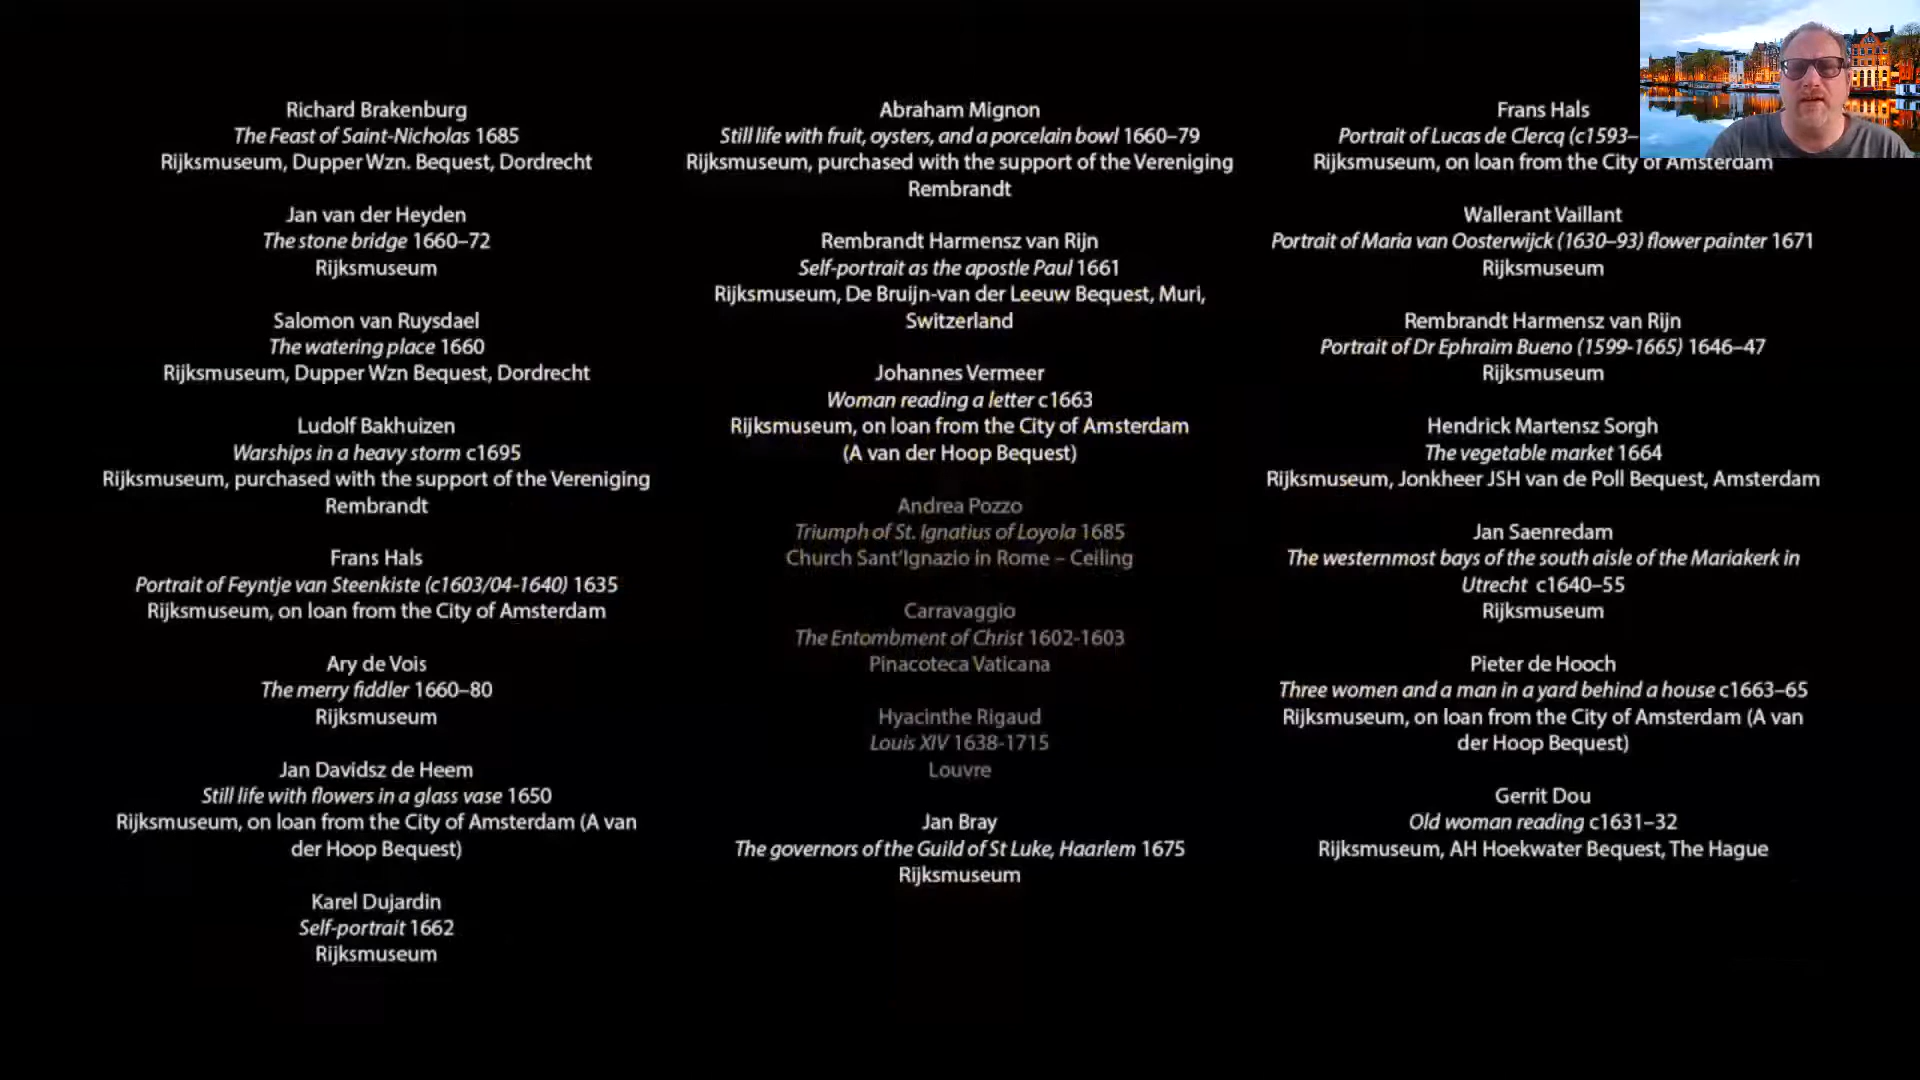 Richard Brakenburg
The Feast of Saint-Nicholas 1685
Rijksmuseum, Dupper Wzn. Bequest, Dordrecht
Jan van der Heyden
The stone bridge 1660–72
Rijksmuseum
Salomon van Ruysdael
The watering place 1660
Rijksmuseum, Dupper Wzn Bequest, Dordrecht
Ludolf Bakhuizen
Warships in a heavy storm c1695
Rijksmuseum, purchased with the support of the Vereniging
Rembrandt
Frans Hals
Portrait of Feyntje van Steenkiste (c1603/04-1640) 1635
Rijksmuseum, on loan from the City of Amsterdam
Ary de Vois
The merry fiddler 1660–80
Rijksmuseum
Jan Davidsz de Heem
Still life with flowers in a glass vase 1650
Rijksmuseum, on loan from the City of Amsterdam (A van
der Hoop Bequest)
Karel Dujardin
Self-portrait 1662
Rijksmuseum
Abraham Mignon
Still life with fruit, oysters, and a porcelain bowl 1660–79
Rijksmuseum, purchased with the support of the Vereniging
Rembrandt
Rembrandt Harmensz van Rijn
Self-portrait as the apostle Paul 1661
Rijksmuseum, De Bruijn-van der Leeuw Bequest, Muri,
Switzerland
Johannes Vermeer
Woman reading a letter c1663
Rijksmuseum, on loan from the City of Amsterdam
(A van der Hoop Bequest)
Andrea Pozzo
Triumph of St. Ignatius of Loyola 1685
Church Sant'Ignazio in Rome – Ceiling
Carravaggio
The Entombment of Christ 1602-1603
Pinacoteca Vaticana
Hyacinthe Rigaud
Louis XIV 1638-1715
Louvre
Jan Bray
The governors of the Guild of St Luke, Haarlem 1675
Rijksmuseum
Frans Hals
Portrait of Lucas de Clercq (c1593–
Rijksmuseum, on loan from the City of Amsterdam
Wallerant Vaillant
Portrait of Maria van Oosterwijck (1630–93) flower painter 1671
Rijksmuseum
Rembrandt Harmensz van Rijn
Portrait of Dr Ephraim Bueno (1599-1665) 1646–47
Rijksmuseum
Hendrick Martensz Sorgh
The vegetable market 1664
Rijksmuseum, Jonkheer JSH van de Poll Bequest, Amsterdam
Jan Saenredam
The westernmost bays of the south aisle of the Mariakerk in
Utrecht c1640–55
Rijksmuseum
Pieter de Hooch
Three women and a man in a yard behind a house c1663–65
Rijksmuseum, on loan from the City of Amsterdam (A van
der Hoop Bequest)
Gerrit Dou
Old woman reading c1631–32
Rijksmuseum, AH Hoekwater Bequest, The Hague